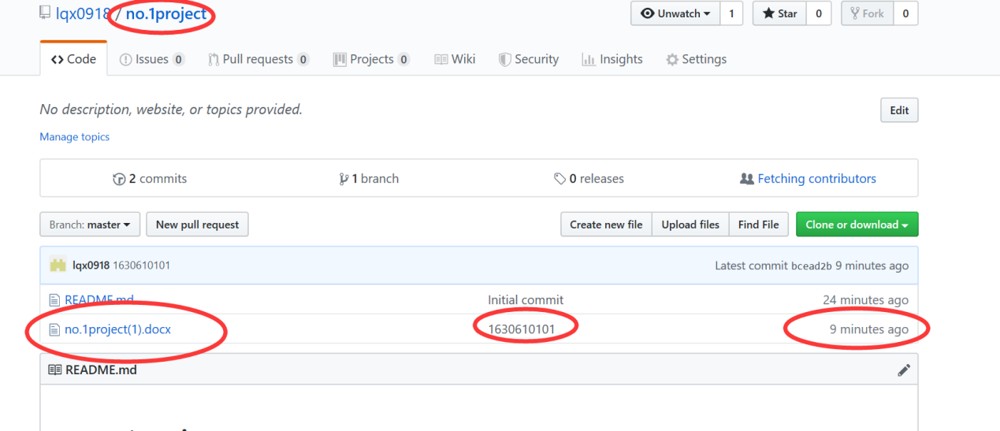 lqx0918 / no.1project
Unwatch 1 Star 0 Fork 0
Code Issues 0 Pull requests 0 Projects 0 Wiki Security Insights Settings
No description, website, or topics provided. Edit
Manage topics
2 commits 1 branch 0 releases Fetching contributors
Branch: master New pull request Create new file Upload files Find File Clone or download
lqx0918 1630610101 Latest commit bcead2b 9 minutes ago
README.md Initial commit 24 minutes ago
no.1project(1).docx 1630610101 9 minutes ago
README.md